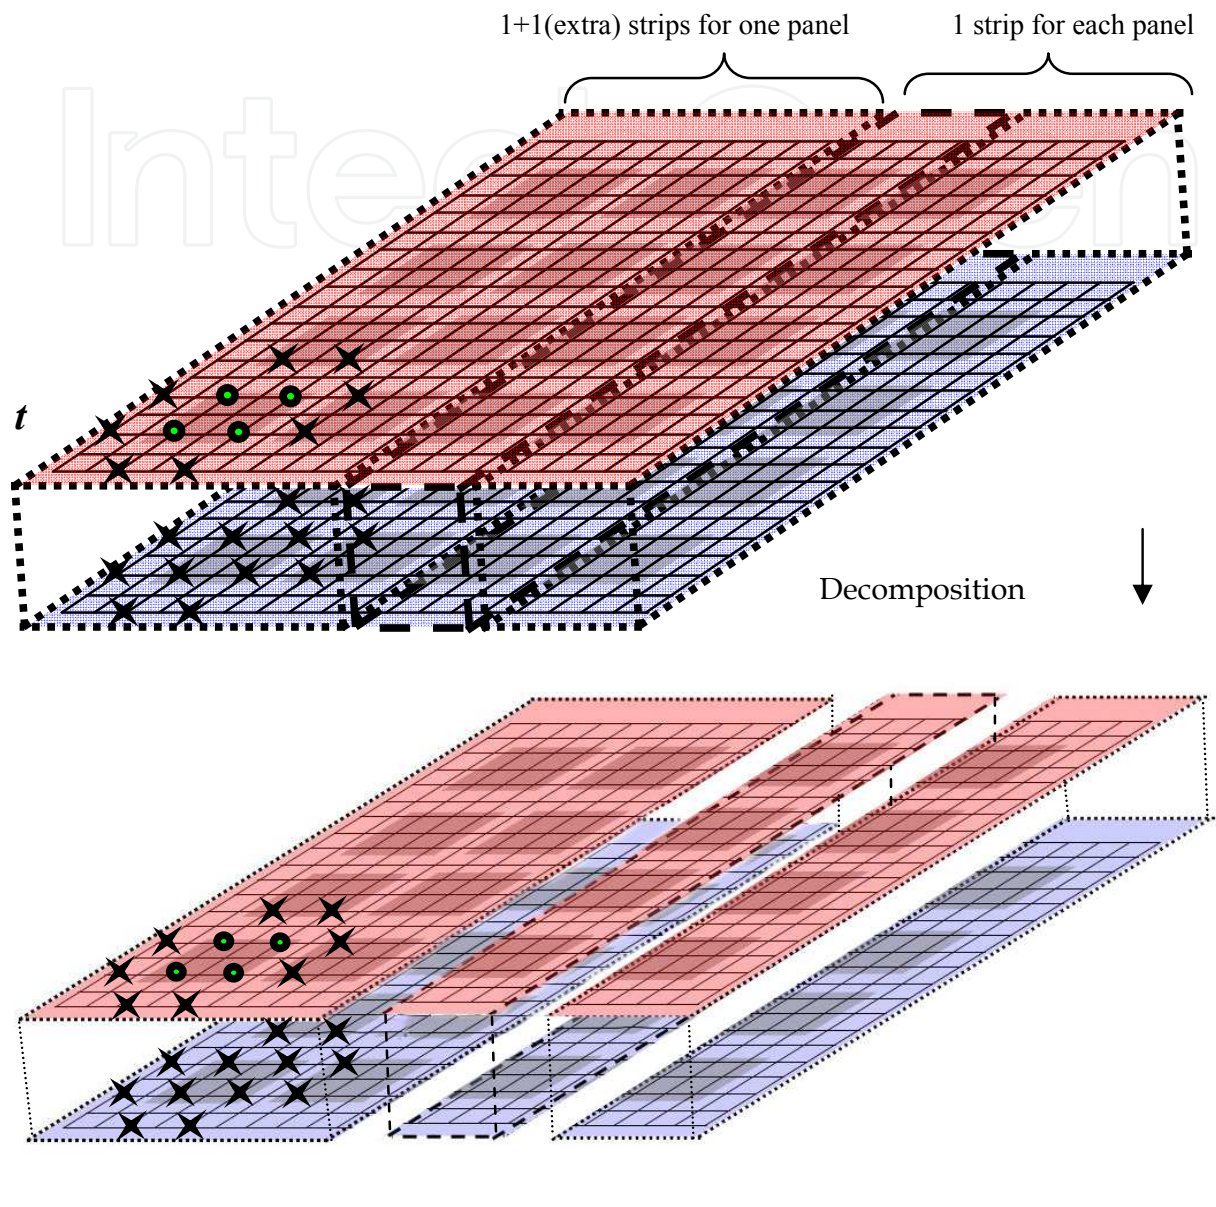 1+1(extra) strips for one panel
1 strip for each panel
t
Decomposition